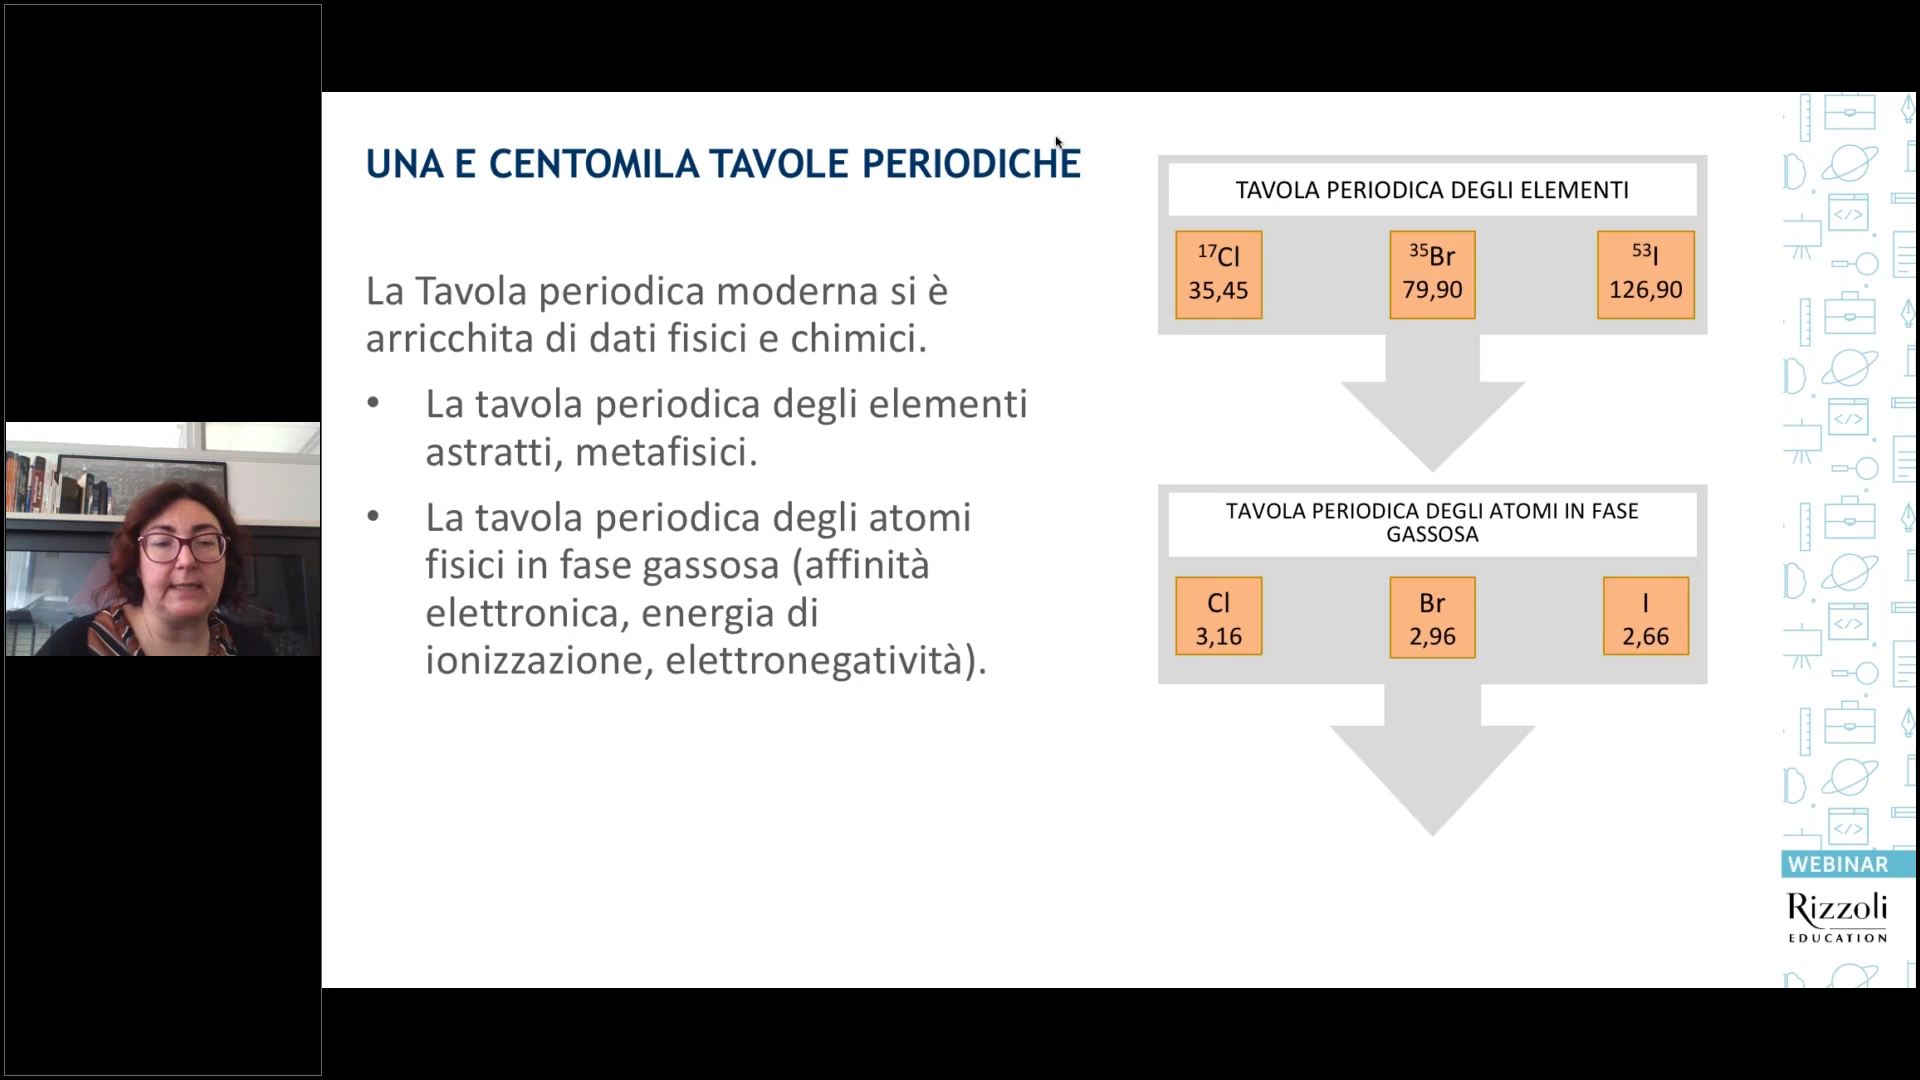 UNA E CENTOMILA TAVOLE PERIODICHE
La Tavola periodica moderna si è
arricchita di dati fisici e chimici.
• La tavola periodica degli elementi
astratti, metafisici.
• La tavola periodica degli atomi
fisici in fase gassosa (affinità
elettronica, energia di
ionizzazione, elettronegatività).
TAVOLA PERIODICA DEGLI ELEMENTI
¹⁷Cl
35,45
³⁵Br
79,90
⁵³I
126,90
TAVOLA PERIODICA DEGLI ATOMI IN FASE
GASSOSA
Cl
3,16
Br
2,96
I
2,66
WEBINAR
Rizzoli
EDUCATION